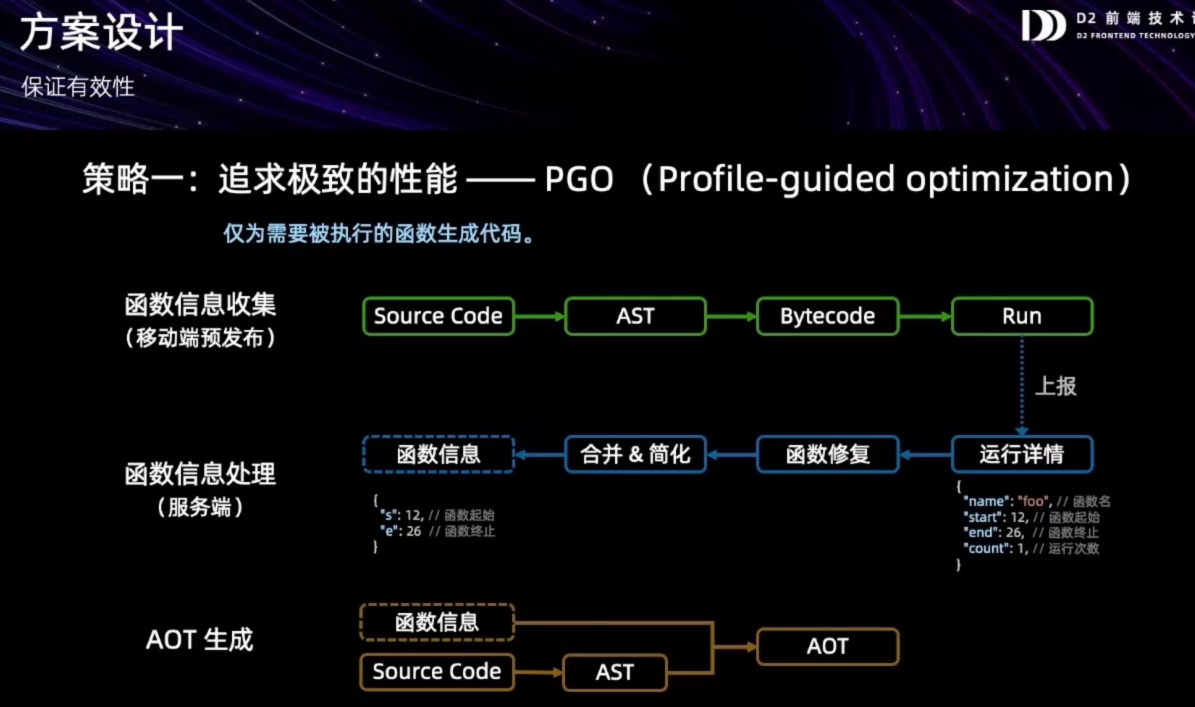 方案设计
D2 前 端 技 术
D2 FRONTEND TECHNOLOGY
保证有效性
策略一：追求极致的性能 —— PGO （Profile-guided optimization）
仅为需要被执行的函数生成代码。
函数信息收集
（移动端预发布）
Source Code
AST
Bytecode
Run
上报
函数信息处理
（服务端）
函数信息
合并 & 简化
函数修复
运行详情
{
"s": 12, // 函数起始
"e": 26 // 函数终止
}
{
"name": "foo", // 函数名
"start": 12, // 函数起始
"end": 26, // 函数终止
"count": 1, // 运行次数
}
AOT 生成
函数信息
Source Code
AST
AOT